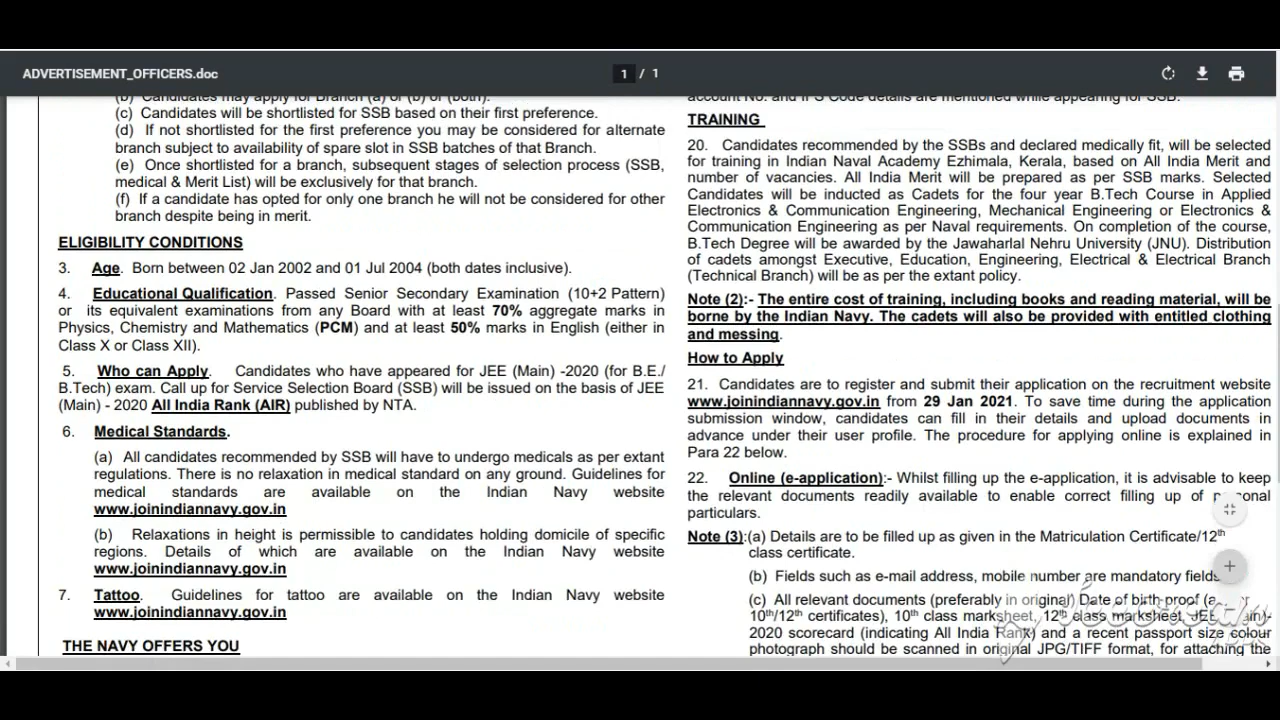 ADVERTISEMENT_OFFICERS.doc
1 / 1
(b) Candidates may apply for Branch (a) or (b) or (both).
(c) Candidates will be shortlisted for SSB based on their first preference.
(d) If not shortlisted for the first preference you may be considered for alternate
branch subject to availability of spare slot in SSB batches of that Branch.
(e) Once shortlisted for a branch, subsequent stages of selection process (SSB,
medical & Merit List) will be exclusively for that branch.
(f) If a candidate has opted for only one branch he will not be considered for other
branch despite being in merit.
ELIGIBILITY CONDITIONS
3. Age. Born between 02 Jan 2002 and 01 Jul 2004 (both dates inclusive).
4. Educational Qualification. Passed Senior Secondary Examination (10+2 Pattern)
or its equivalent examinations from any Board with at least 70% aggregate marks in
Physics, Chemistry and Mathematics (PCM) and at least 50% marks in English (either in
Class X or Class XII).
5. Who can Apply. Candidates who have appeared for JEE (Main) -2020 (for B.E./
B.Tech) exam. Call up for Service Selection Board (SSB) will be issued on the basis of JEE
(Main) - 2020 All India Rank (AIR) published by NTA.
6. Medical Standards.
(a) All candidates recommended by SSB will have to undergo medicals as per extant
regulations. There is no relaxation in medical standard on any ground. Guidelines for
medical standards are available on the Indian Navy website
www.joinindiannavy.gov.in
(b) Relaxations in height is permissible to candidates holding domicile of specific
regions. Details of which are available on the Indian Navy website
www.joinindiannavy.gov.in
7. Tattoo. Guidelines for tattoo are available on the Indian Navy website
www.joinindiannavy.gov.in
THE NAVY OFFERS YOU
account No. and IFS Code details are mentioned while appearing for SSB.
TRAINING
20. Candidates recommended by the SSBs and declared medically fit, will be selected
for training in Indian Naval Academy Ezhimala, Kerala, based on All India Merit and
number of vacancies. All India Merit will be prepared as per SSB marks. Selected
Candidates will be inducted as Cadets for the four year B.Tech Course in Applied
Electronics & Communication Engineering, Mechanical Engineering or Electronics &
Communication Engineering as per Naval requirements. On completion of the course,
B.Tech Degree will be awarded by the Jawaharlal Nehru University (JNU). Distribution
of cadets amongst Executive, Education, Engineering, Electrical & Electrical Branch
(Technical Branch) will be as per the extant policy.
Note (2):- The entire cost of training, including books and reading material, will be
borne by the Indian Navy. The cadets will also be provided with entitled clothing
and messing.
How to Apply
21. Candidates are to register and submit their application on the recruitment website
www.joinindiannavy.gov.in from 29 Jan 2021. To save time during the application
submission window, candidates can fill in their details and upload documents in
advance under their user profile. The procedure for applying online is explained in
Para 22 below.
22. Online (e-application):- Whilst filling up the e-application, it is advisable to keep
the relevant documents readily available to enable correct filling up of personal
particulars.
Note (3):(a) Details are to be filled up as given in the Matriculation Certificate/12th
class certificate.
(b) Fields such as e-mail address, mobile number are mandatory fields
(c) All relevant documents (preferably in original) Date of birth proof
10th/12th certificates), 10th class marksheet, 12th class marksheet, JEE
2020 scorecard (indicating All India Rank) and a recent passport size colour
photograph should be scanned in original JPG/TIFF format, for attaching the